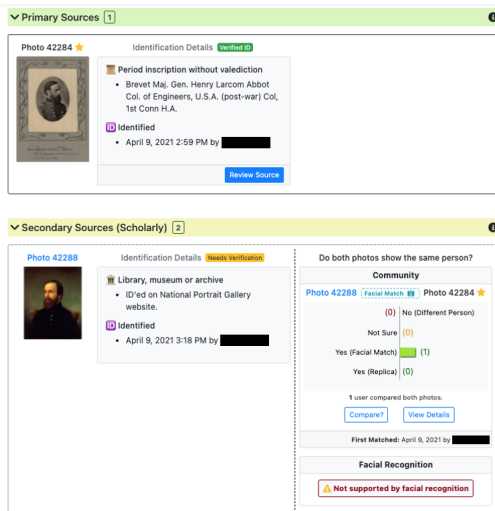 Primary Sources 1
Photo 42284
Identification Details Verified ID
Period inscription without valediction
Brevet Maj. Gen. Henry Larcom Abbot
Col. of Engineers, U.S.A. (post-war) Col,
1st Conn H.A.
ID Identified
April 9, 2021 2:59 PM by
Review Source
Secondary Sources (Scholarly) 2
Photo 42288
Identification Details Needs Verification
Library, museum or archive
ID'ed on National Portrait Gallery
website.
ID Identified
April 9, 2021 3:18 PM by
Do both photos show the same person?
Community
Photo 42288 Facial Match Photo 42284
(0) No (Different Person)
Not Sure (0)
Yes (Facial Match) (1)
Yes (Replica) (0)
1 user compared both photos.
Compare? View Details
First Matched: April 9, 2021 by
Facial Recognition
Not supported by facial recognition